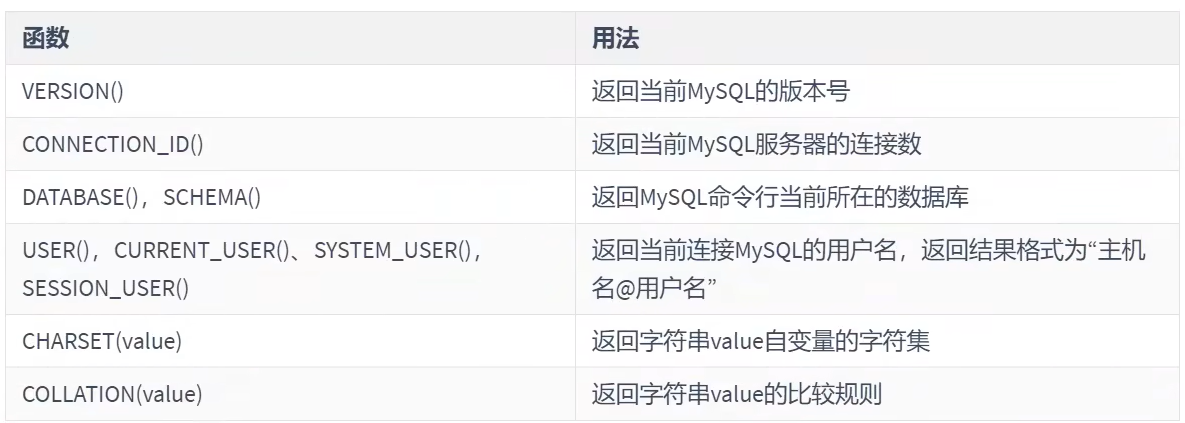 函数 用法
VERSION() 返回当前MySQL的版本号
CONNECTION_ID() 返回当前MySQL服务器的连接数
DATABASE()，SCHEMA() 返回MySQL命令行当前所在的数据库
USER()，CURRENT_USER()、SYSTEM_USER()， 返回当前连接MySQL的用户名，返回结果格式为“主机
SESSION_USER() 名@用户名”
CHARSET(value) 返回字符串value自变量的字符集
COLLATION(value) 返回字符串value的比较规则